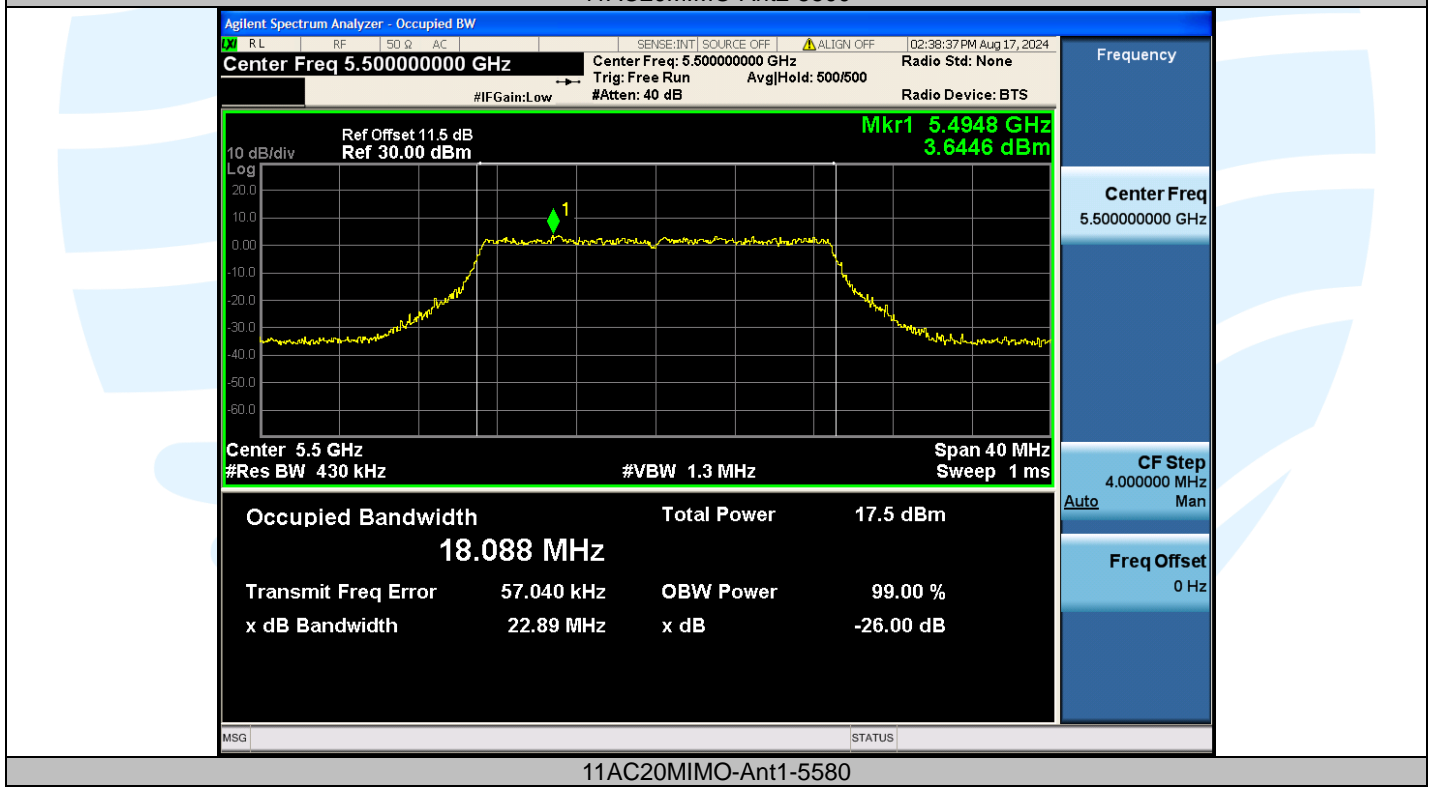 Agilent Spectrum Analyzer - Occupied BW
LXI RL RF 50 Ω AC SENSE:INT SOURCE OFF ALIGN OFF 02:38:37 PM Aug 17, 2024
Center Freq 5.500000000 GHz
Center Freq: 5.500000000 GHz Radio Std: None
Trig: Free Run Avg|Hold: 500/500
#IFGain:Low #Atten: 40 dB Radio Device: BTS
Ref Offset 11.5 dB
10 dB/div Ref 30.00 dBm
Mkr1 5.4948 GHz
3.6446 dBm
Log
20.0
10.0
0.00
-10.0
-20.0
-30.0
-40.0
-50.0
-60.0
1
Center 5.5 GHz Span 40 MHz
#Res BW 430 kHz #VBW 1.3 MHz Sweep 1 ms
Occupied Bandwidth Total Power 17.5 dBm
18.088 MHz
Transmit Freq Error 57.040 kHz OBW Power 99.00 %
x dB Bandwidth 22.89 MHz x dB -26.00 dB
MSG STATUS
Frequency
Center Freq
5.500000000 GHz
CF Step
4.000000 MHz
Auto Man
Freq Offset
0 Hz
11AC20MIMO-Ant1-5580